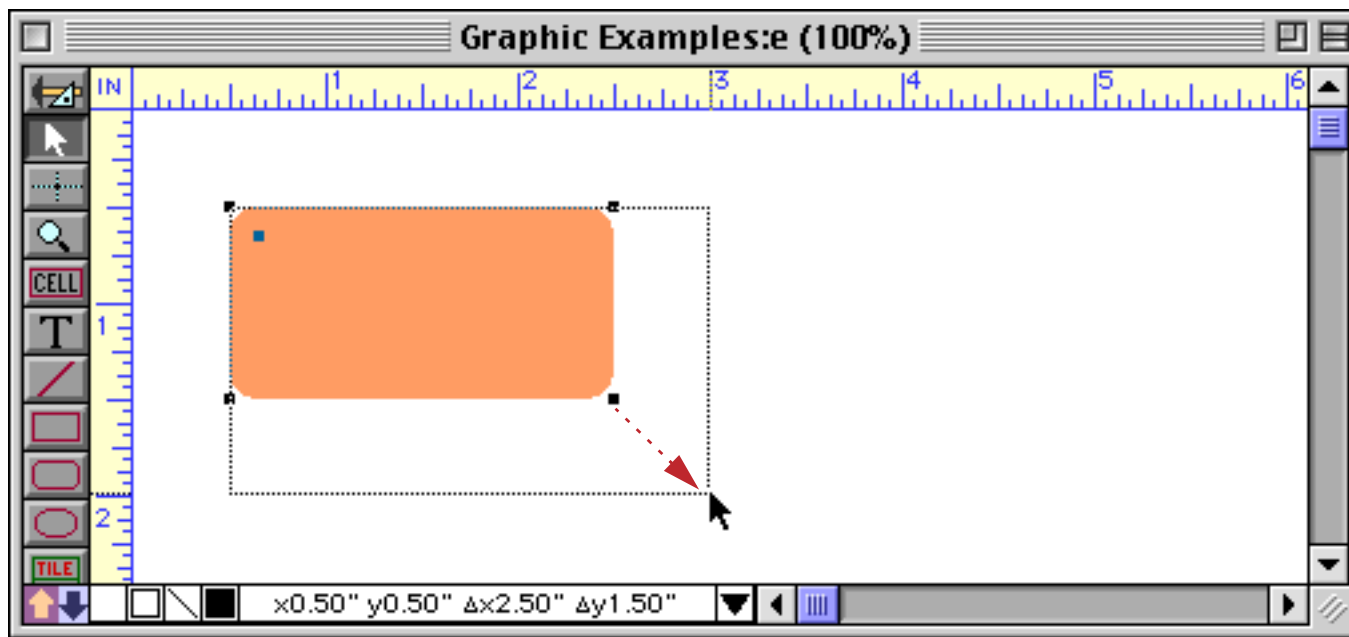 Graphic Examples:e (100%)
IN 1 2 3 4 5 6
CELL
T
1
2
TILE
x0.50" y0.50" Δx2.50" Δy1.50"